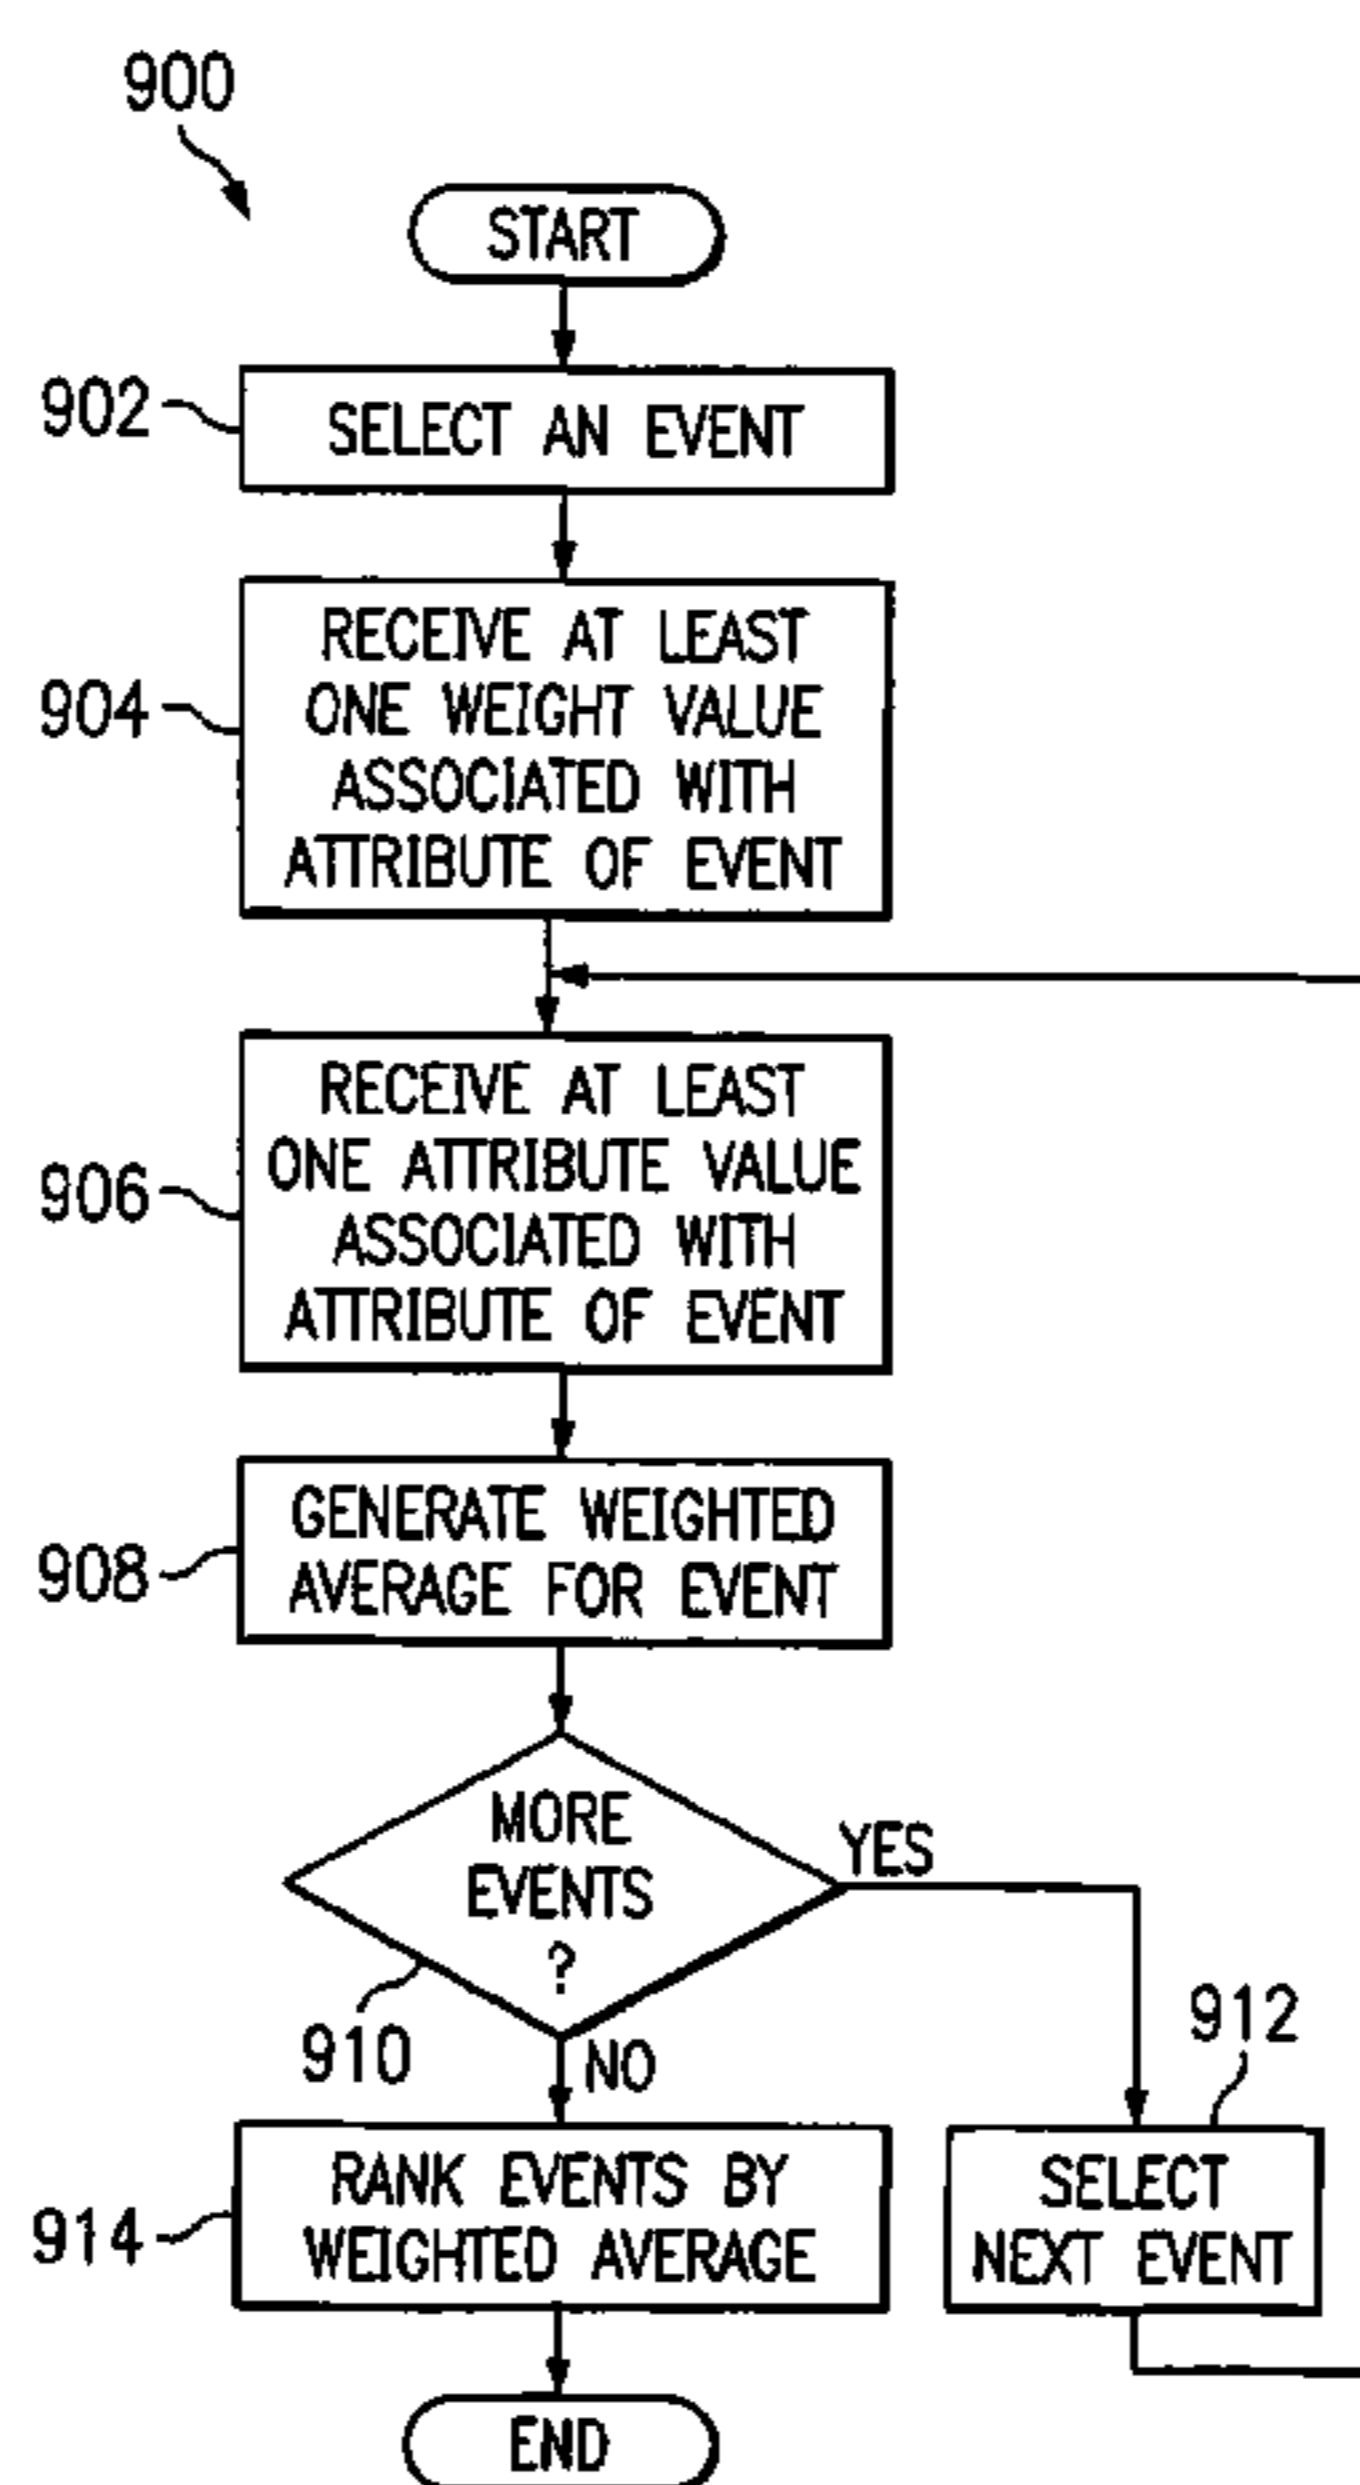 900
START
902
SELECT AN EVENT
904
RECEIVE AT LEAST
ONE WEIGHT VALUE
ASSOCIATED WITH
ATTRIBUTE OF EVENT
906
RECEIVE AT LEAST
ONE ATTRIBUTE VALUE
ASSOCIATED WITH
ATTRIBUTE OF EVENT
908
GENERATE WEIGHTED
AVERAGE FOR EVENT
MORE
EVENTS
?
910
YES
NO
912
SELECT
NEXT EVENT
914
RANK EVENTS BY
WEIGHTED AVERAGE
END